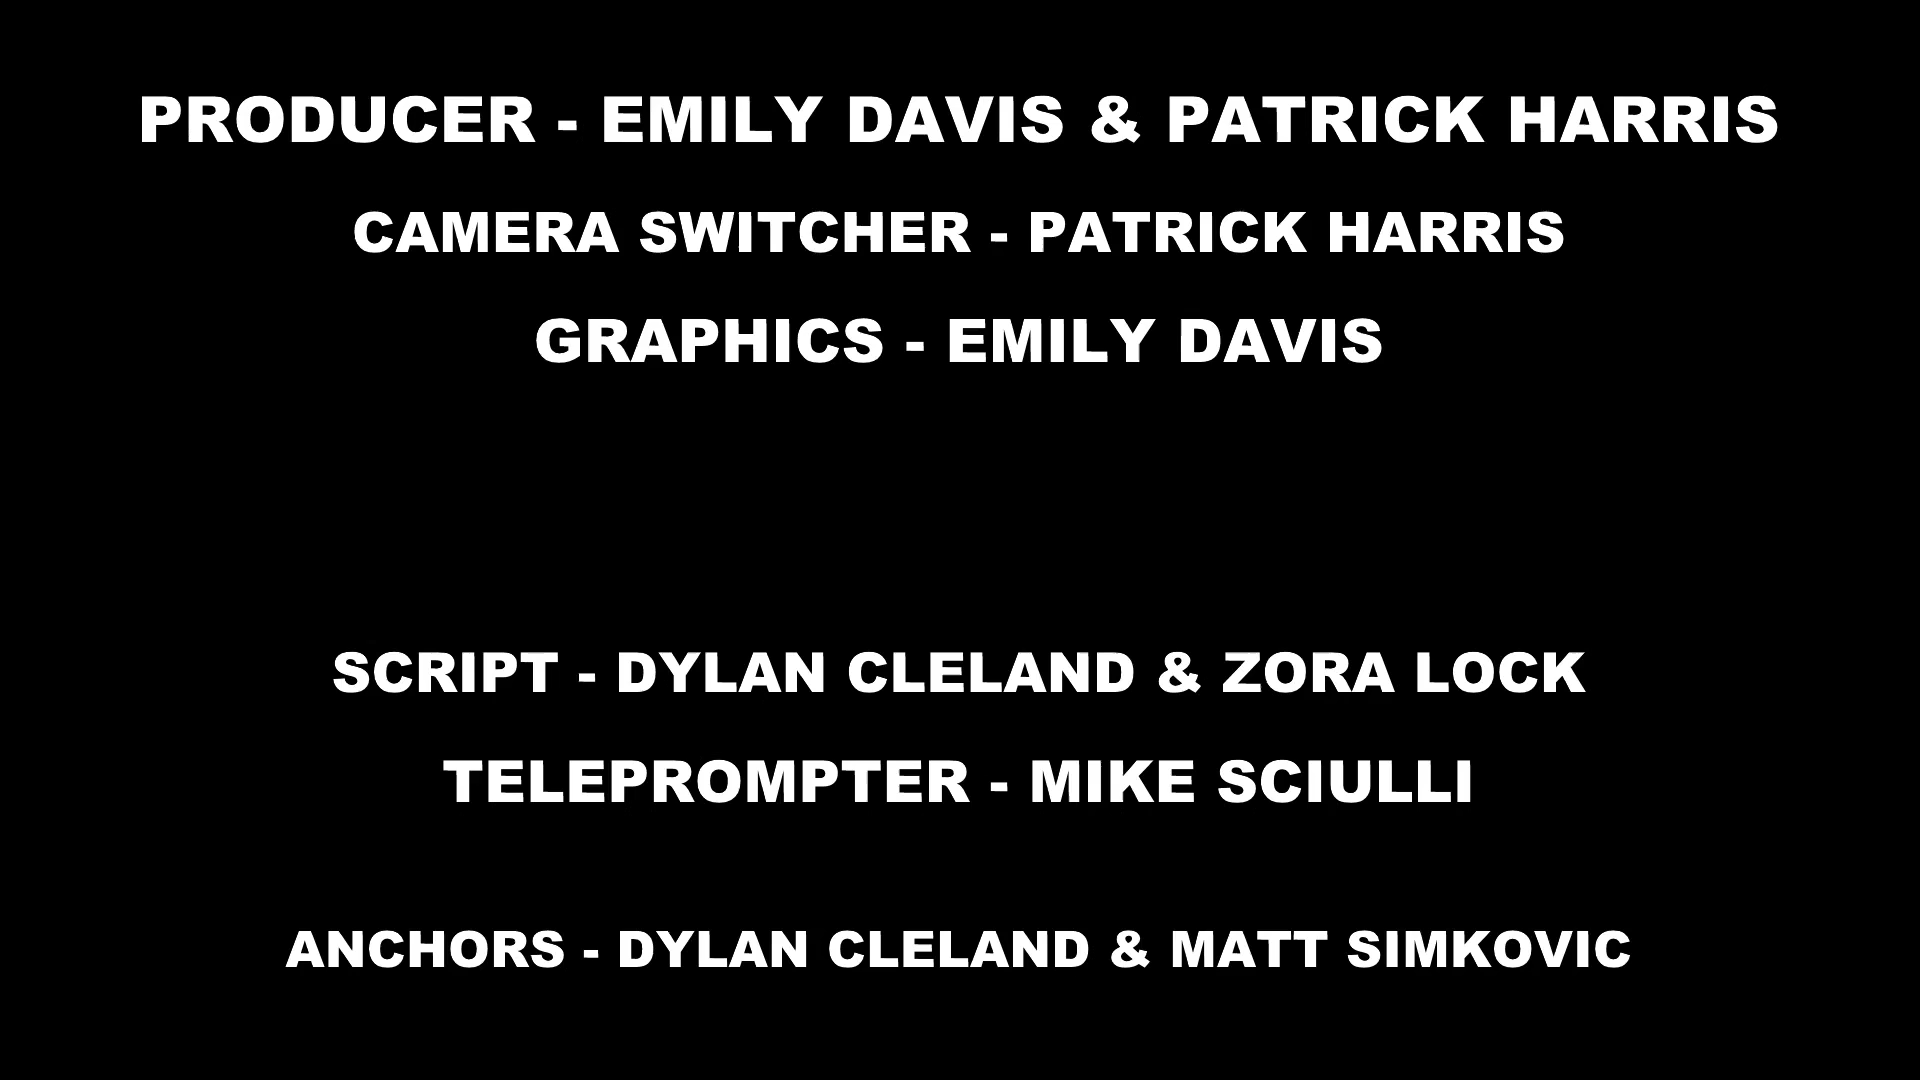 PRODUCER - EMILY DAVIS & PATRICK HARRIS
CAMERA SWITCHER - PATRICK HARRIS
GRAPHICS - EMILY DAVIS
SCRIPT - DYLAN CLELAND & ZORA LOCK
TELEPROMPTER - MIKE SCIULLI
ANCHORS - DYLAN CLELAND & MATT SIMKOVIC